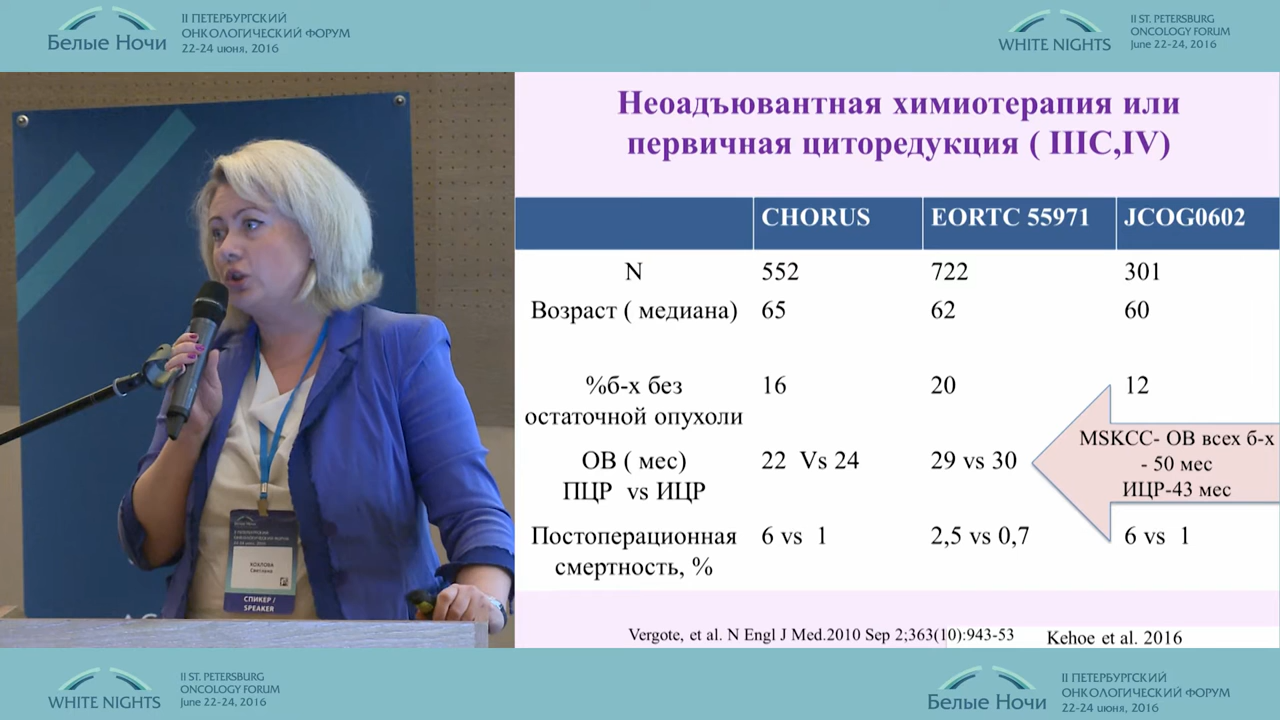 Белые Ночи
II ПЕТЕРБУРГСКИЙ
ОНКОЛОГИЧЕСКИЙ ФОРУМ
22-24 июня, 2016
WHITE NIGHTS
II ST. PETERSBURG
ONCOLOGY FORUM
June 22-24, 2016
Неоадъювантная химиотерапия или
первичная циторедукция ( IIIC,IV)
CHORUS EORTC 55971 JCOG0602
N 552 722 301
Возраст ( медиана) 65 62 60
%б-х без
остаточной опухоли 16 20 12
ОВ ( мес)
ПЦР vs ИЦР 22 Vs 24 29 vs 30
MSKCC- ОВ всех б-х
- 50 мес
ИЦР-43 мес
Постоперационная
смертность, % 6 vs 1 2,5 vs 0,7 6 vs 1
Vergote, et al. N Engl J Med.2010 Sep 2;363(10):943-53
Kehoe et al. 2016
Светлана
СПИКЕР /
SPEAKER
WHITE NIGHTS
II ST. PETERSBURG
ONCOLOGY FORUM
June 22-24, 2016
Белые Ночи
II ПЕТЕРБУРГСКИЙ
ОНКОЛОГИЧЕСКИЙ ФОРУМ
22-24 июня, 2016